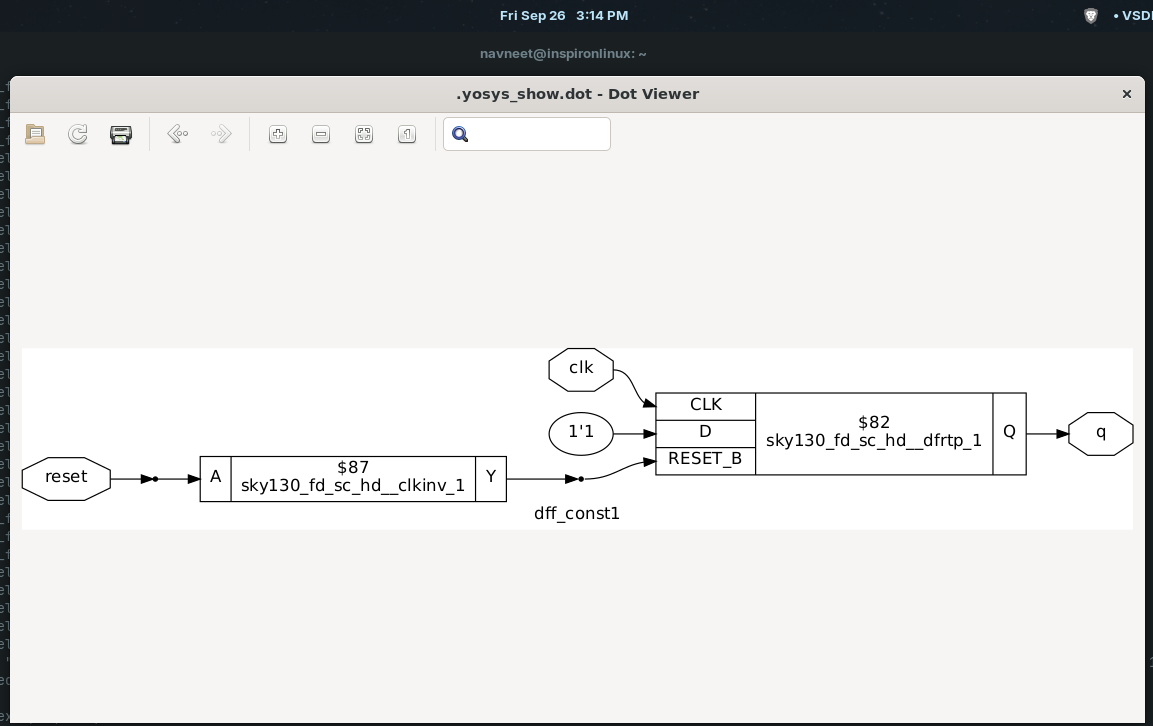 Fri Sep 26 3:14 PM
• VSDI
navneet@inspironlinux: ~
.yosys_show.dot - Dot Viewer
×
clk
CLK
$82
1'1
D
sky130_fd_sc_hd__dfrtp_1
Q
q
RESET_B
reset
A
$87
sky130_fd_sc_hd__clkinv_1
Y
dff_const1